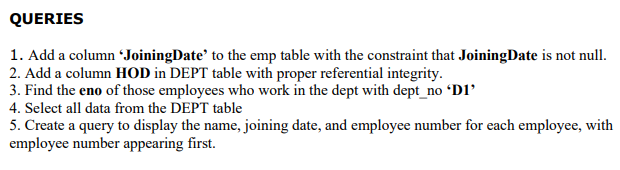 QUERIES
1. Add a column ‘JoiningDate’ to the emp table with the constraint that JoiningDate is not null.
2. Add a column HOD in DEPT table with proper referential integrity.
3. Find the eno of those employees who work in the dept with dept_no ‘D1’
4. Select all data from the DEPT table
5. Create a query to display the name, joining date, and employee number for each employee, with
employee number appearing first.